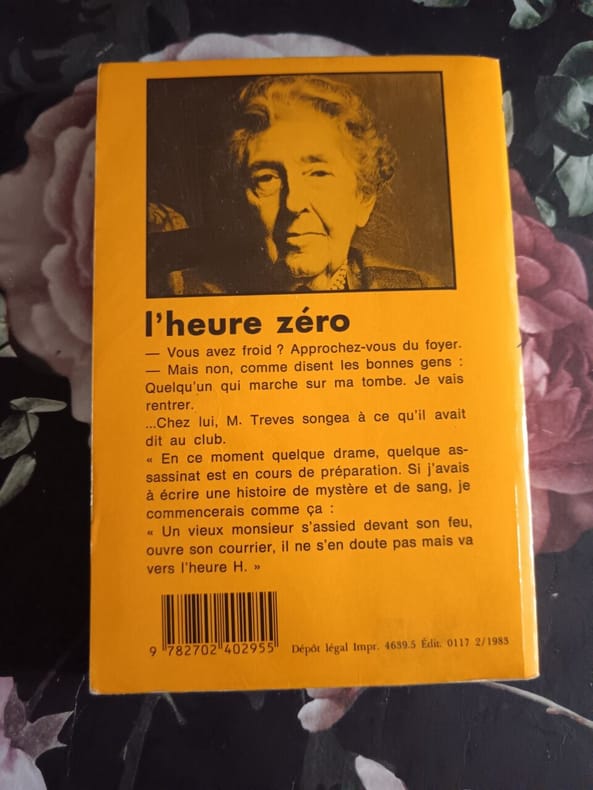 l'heure zéro
— Vous avez froid ? Approchez-vous du foyer.
— Mais non, comme disent les bonnes gens :
Quelqu'un qui marche sur ma tombe. Je vais
rentrer.
...Chez lui, M. Treves songea à ce qu'il avait
dit au club.
« En ce moment quelque drame, quelque as-
sassinat est en cours de préparation. Si j'avais
à écrire une histoire de mystère et de sang, je
commencerais comme ça :
« Un vieux monsieur s'assied devant son feu,
ouvre son courrier, il ne s'en doute pas mais va
vers l'heure H. »
9 782702 402955
Dépôt légal Impr. 4639.5 Édit. 0117 2/1983